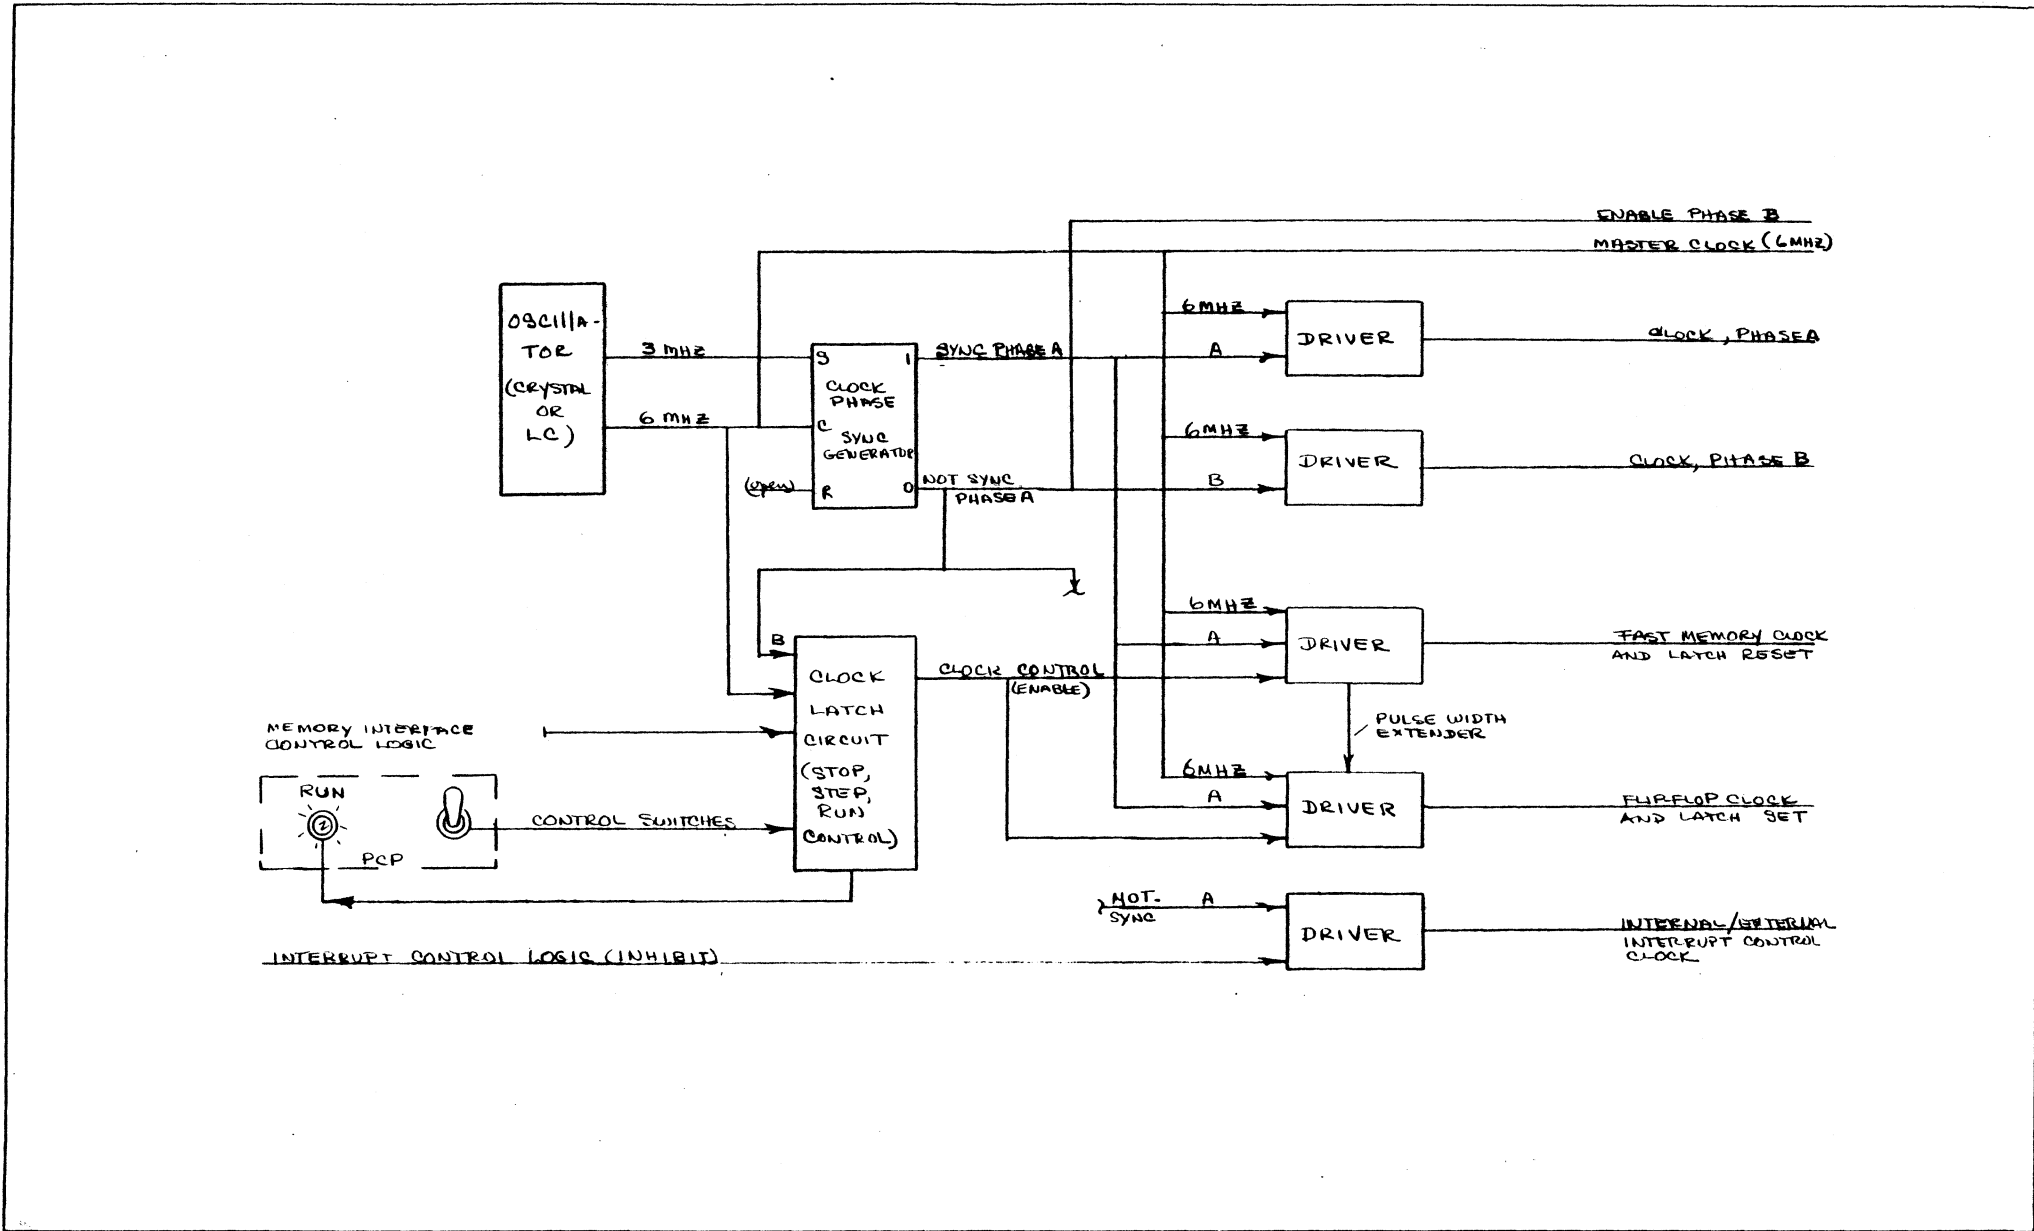 ENABLE PHASE B
MASTER CLOCK (6MHZ)
OSCIllA-
TOR
(CRYSTAL
OR
LC)
3 MHZ
6 MHZ
S 1
CLOCK
PHASE
C
SYNC
GENERATOR
(open)
R 0
SYNC PHASE A
NOT SYNC
PHASE A
6MHZ
A
DRIVER
CLOCK, PHASE A
6MHZ
B
DRIVER
CLOCK, PHASE B
6MHZ
A
DRIVER
FAST MEMORY CLOCK
AND LATCH RESET
B
CLOCK
LATCH
CIRCUIT
(STOP,
STEP,
RUN
CONTROL)
CLOCK CONTROL
(ENABLE)
PULSE WIDTH
EXTENDER
MEMORY INTERFACE
CONTROL LOGIC
RUN
PCP
CONTROL SWITCHES
6MHZ
A
DRIVER
FLIPFLOP CLOCK
AND LATCH SET
NOT- A
SYNC
DRIVER
INTERNAL/EXTERNAL
INTERRUPT CONTROL
CLOCK
INTERRUPT CONTROL LOGIC (INHIBIT)